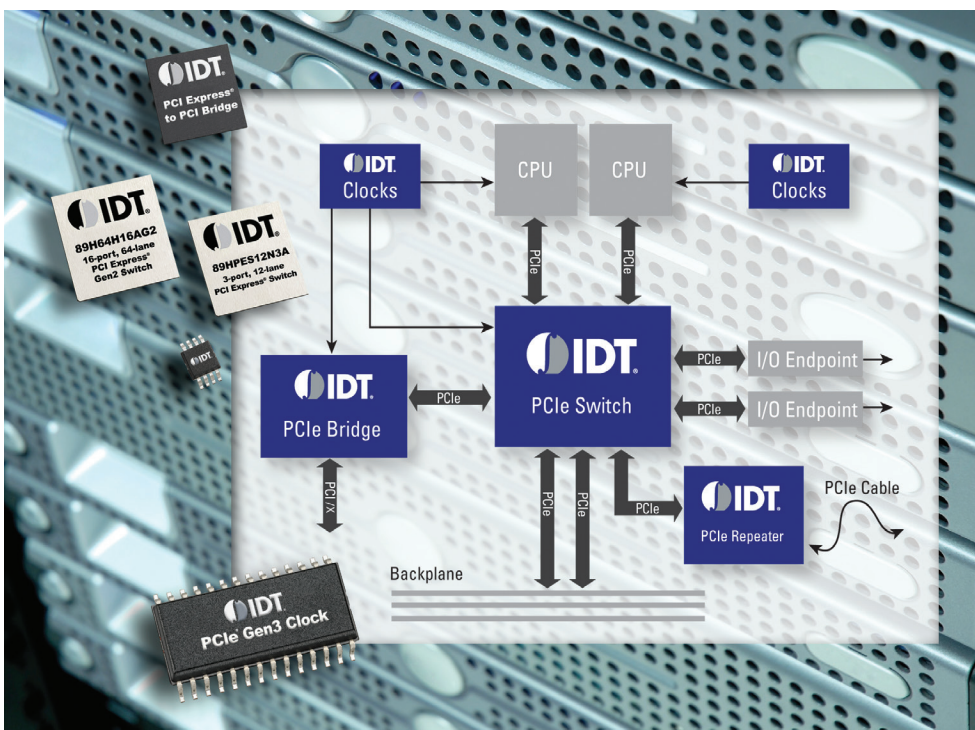 IDT.
PCI Express®
to PCI Bridge
IDT.
Clocks
CPU
CPU
IDT.
Clocks
IDT®
89H64H16AG2
16-port, 64-lane
PCI Express®
Gen2 Switch
IDT®
89HPES12N3A
3-port, 12-lane
PCI Express® Switch
PCIe
PCIe
IDT
IDT®
PCIe Switch
PCIe
I/O Endpoint
PCIe
I/O Endpoint
IDT.
PCIe Bridge
PCIe
PCI /X
PCIe
PCIe
PCIe
IDT.
PCIe Repeater
PCIe Cable
Backplane
IDT
PCIe® Gen3 Clock